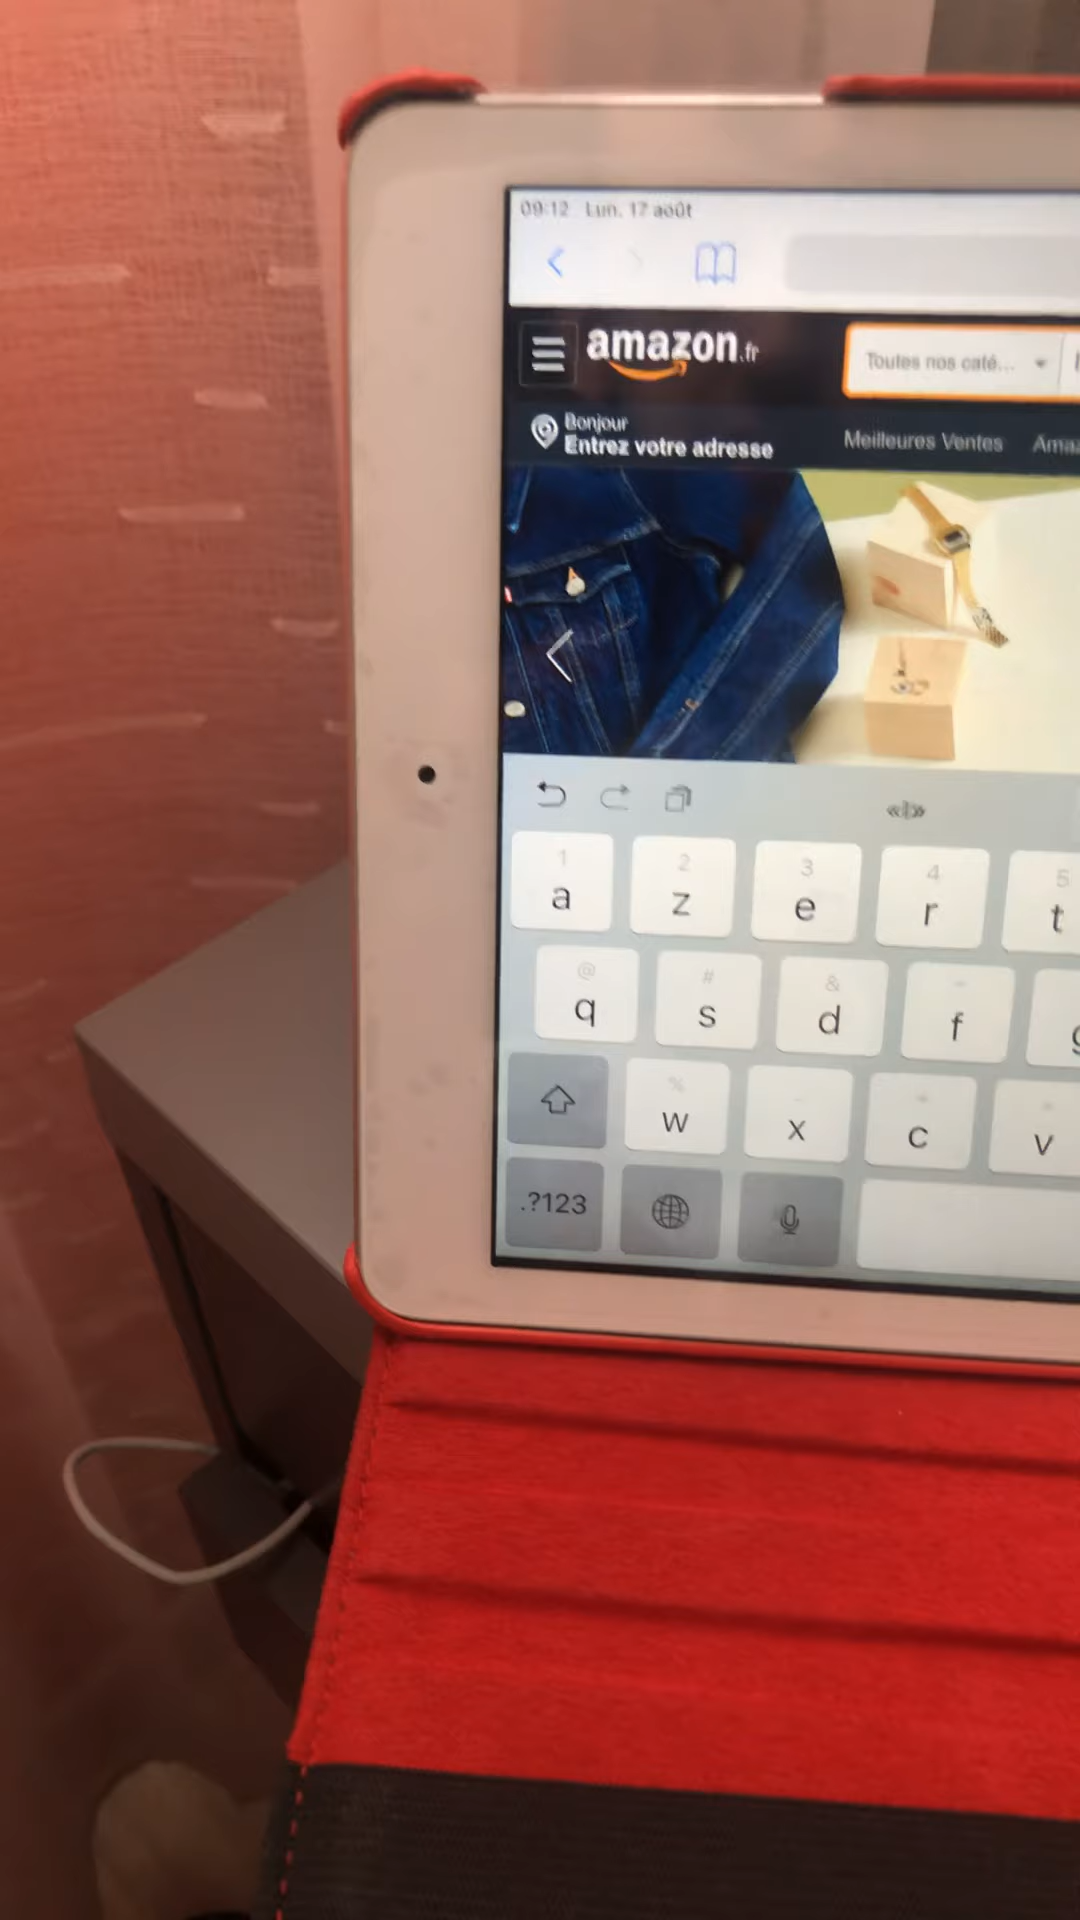 09:12 Lun. 17 août
amazon.fr
Toutes nos caté...
Bonjour
Entrez votre adresse
Meilleures Ventes
1 2 3 4 5
a z e r t
@ # &
q s d f
%
w x c v
.?123